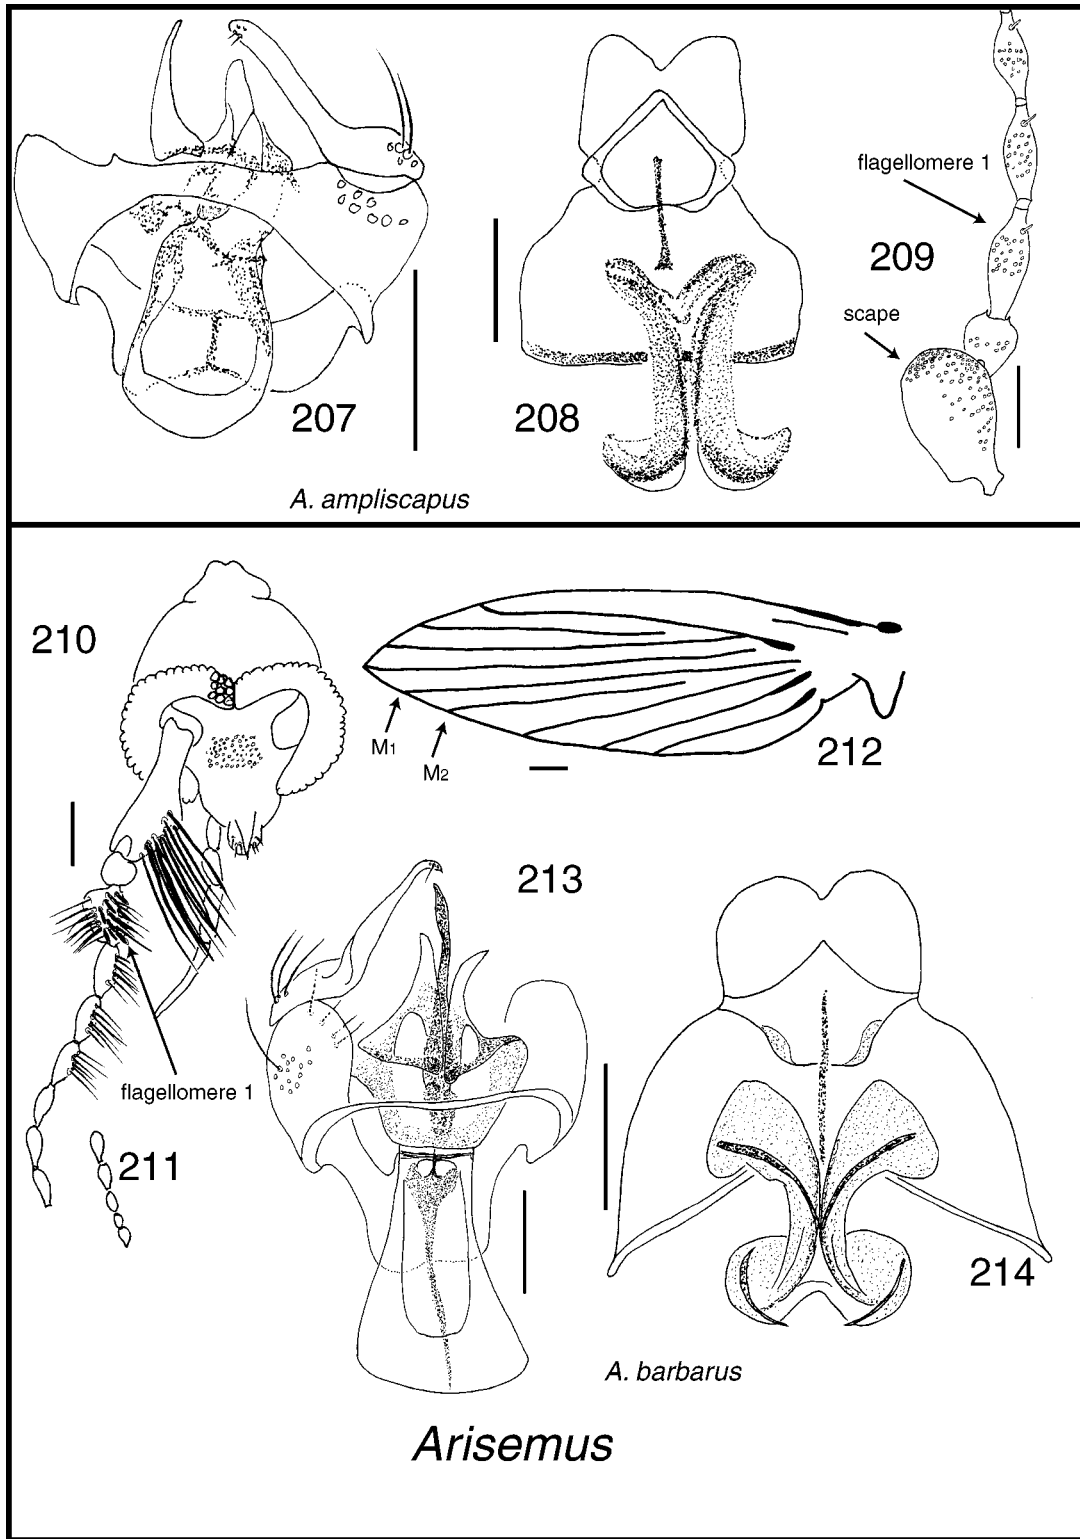 flagellomere 1
209
scape
207
208
A. ampliscapus
210
M1
M2
212
213
flagellomere 1
211
214
A. barbarus
Arisemus